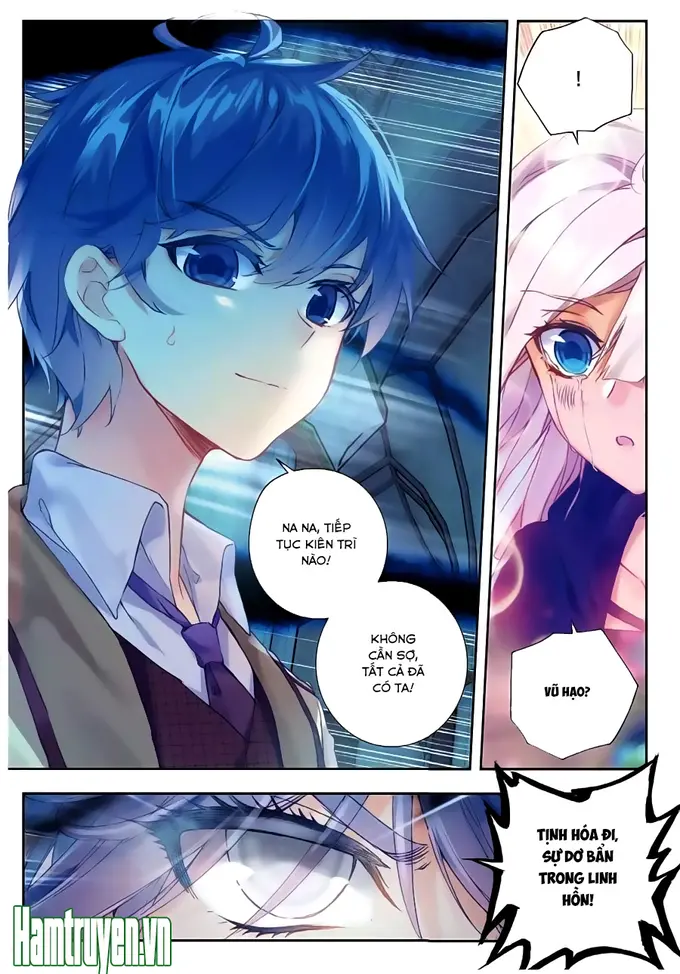 !
NA NA, TIẾP
TỤC KIÊN TRÌ
NÀO!
KHÔNG
CẦN SỢ,
TẤT CẢ ĐÃ
CÓ TA!
VŨ HẠO?
TỊNH HÓA ĐI,
SỰ DƠ BẨN
TRONG LINH
HỒN!
Hamtruyen.vn